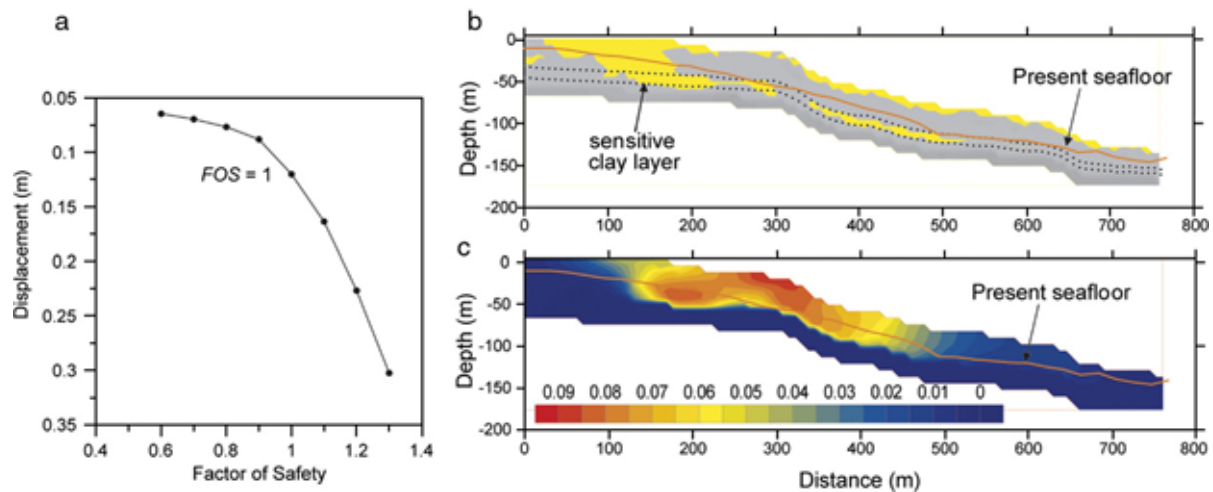 a
0.05
0.1
0.15
0.2
0.25
0.3
0.35
Displacement (m)
FOS = 1
0.4 0.6 0.8 1 1.2 1.4
Factor of Safety
b
0
-50
-100
-150
-200
Depth (m)
sensitive
clay layer
Present seafloor
0 100 200 300 400 500 600 700 800
c
0
-50
-100
-150
-200
Depth (m)
Present seafloor
0.09 0.08 0.07 0.06 0.05 0.04 0.03 0.02 0.01 0
0 100 200 300 400 500 600 700 800
Distance (m)